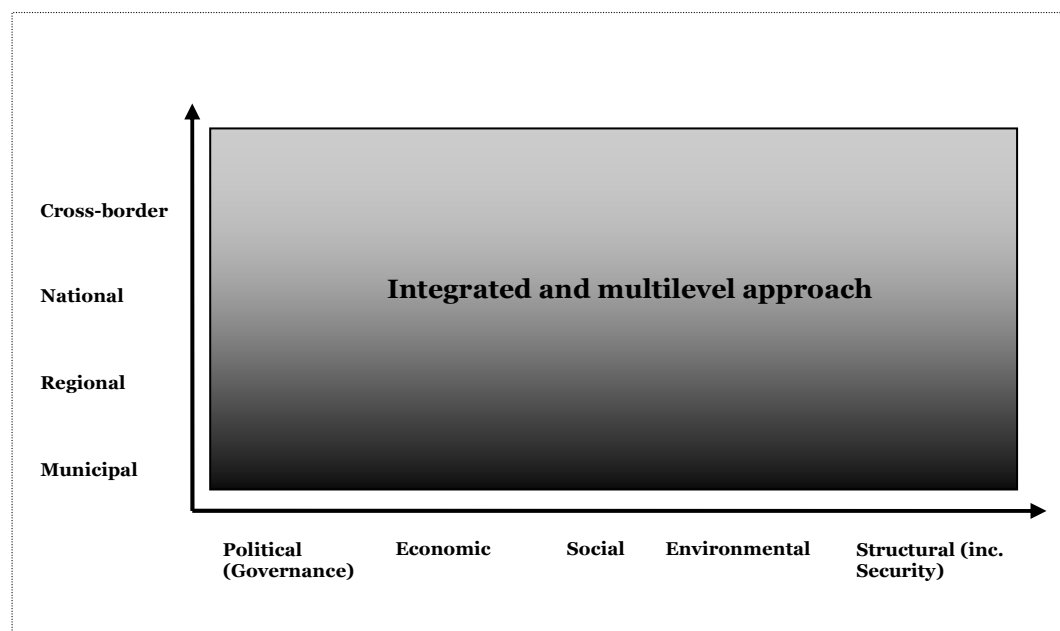 Cross-border
National
Integrated and multilevel approach
Regional
Municipal
Political
(Governance)
Economic
Social
Environmental
Structural (inc.
Security)